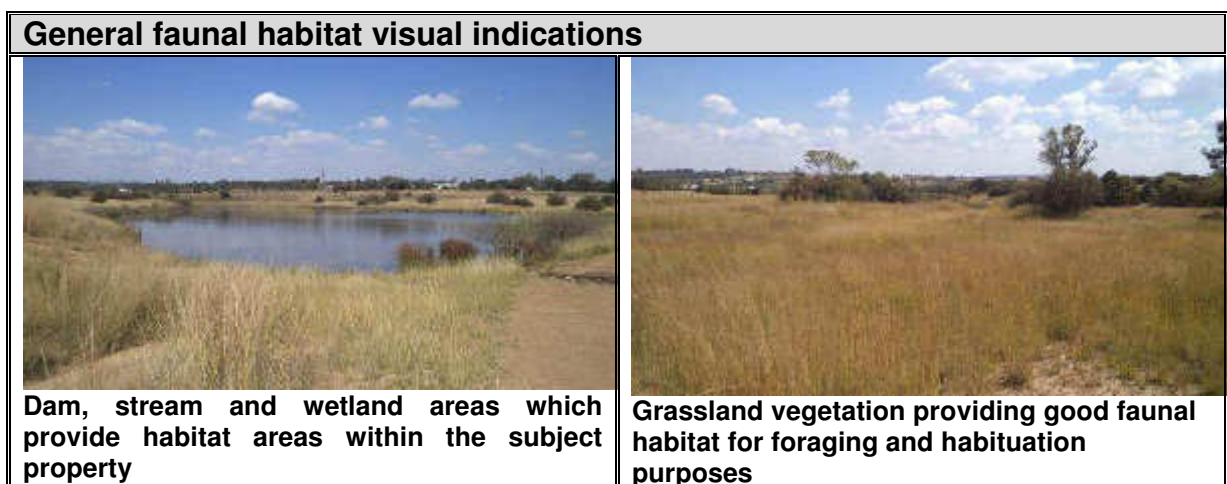 General faunal habitat visual indications
Dam, stream and wetland areas which
provide habitat areas within the subject
property
Grassland vegetation providing good faunal
habitat for foraging and habituation
purposes